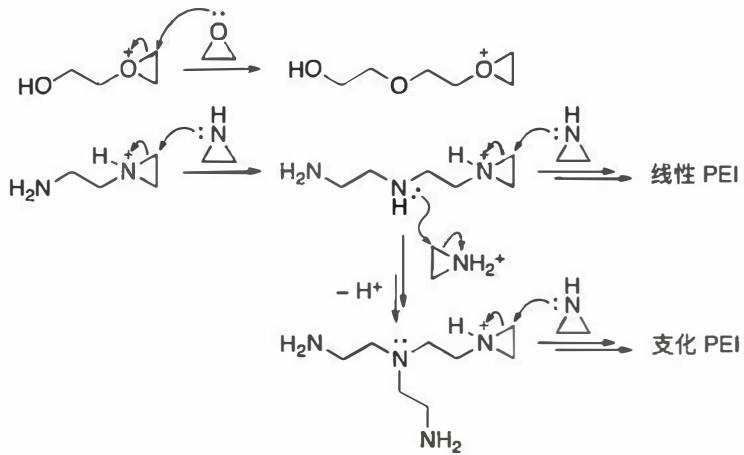 O
HO O+ HO O O+
H
N
H2N H N+ H2N N H H N+ 线性 PEI
NH2+
– H+
H
N
H2N N H N+ 支化 PEI
NH2